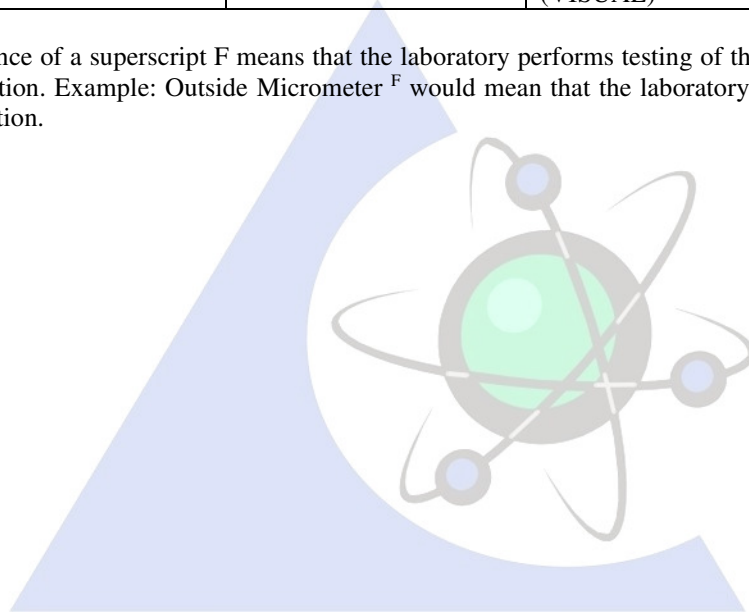 (VISUAL)
nce of a superscript F means that the laboratory performs testing of th
tion. Example: Outside Micrometer F would mean that the laboratory
tion.